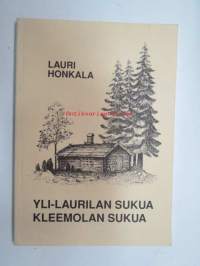 LAURI
HONKALA
YLI-LAURILAN SUKUA
KLEEMOLAN SUKUA